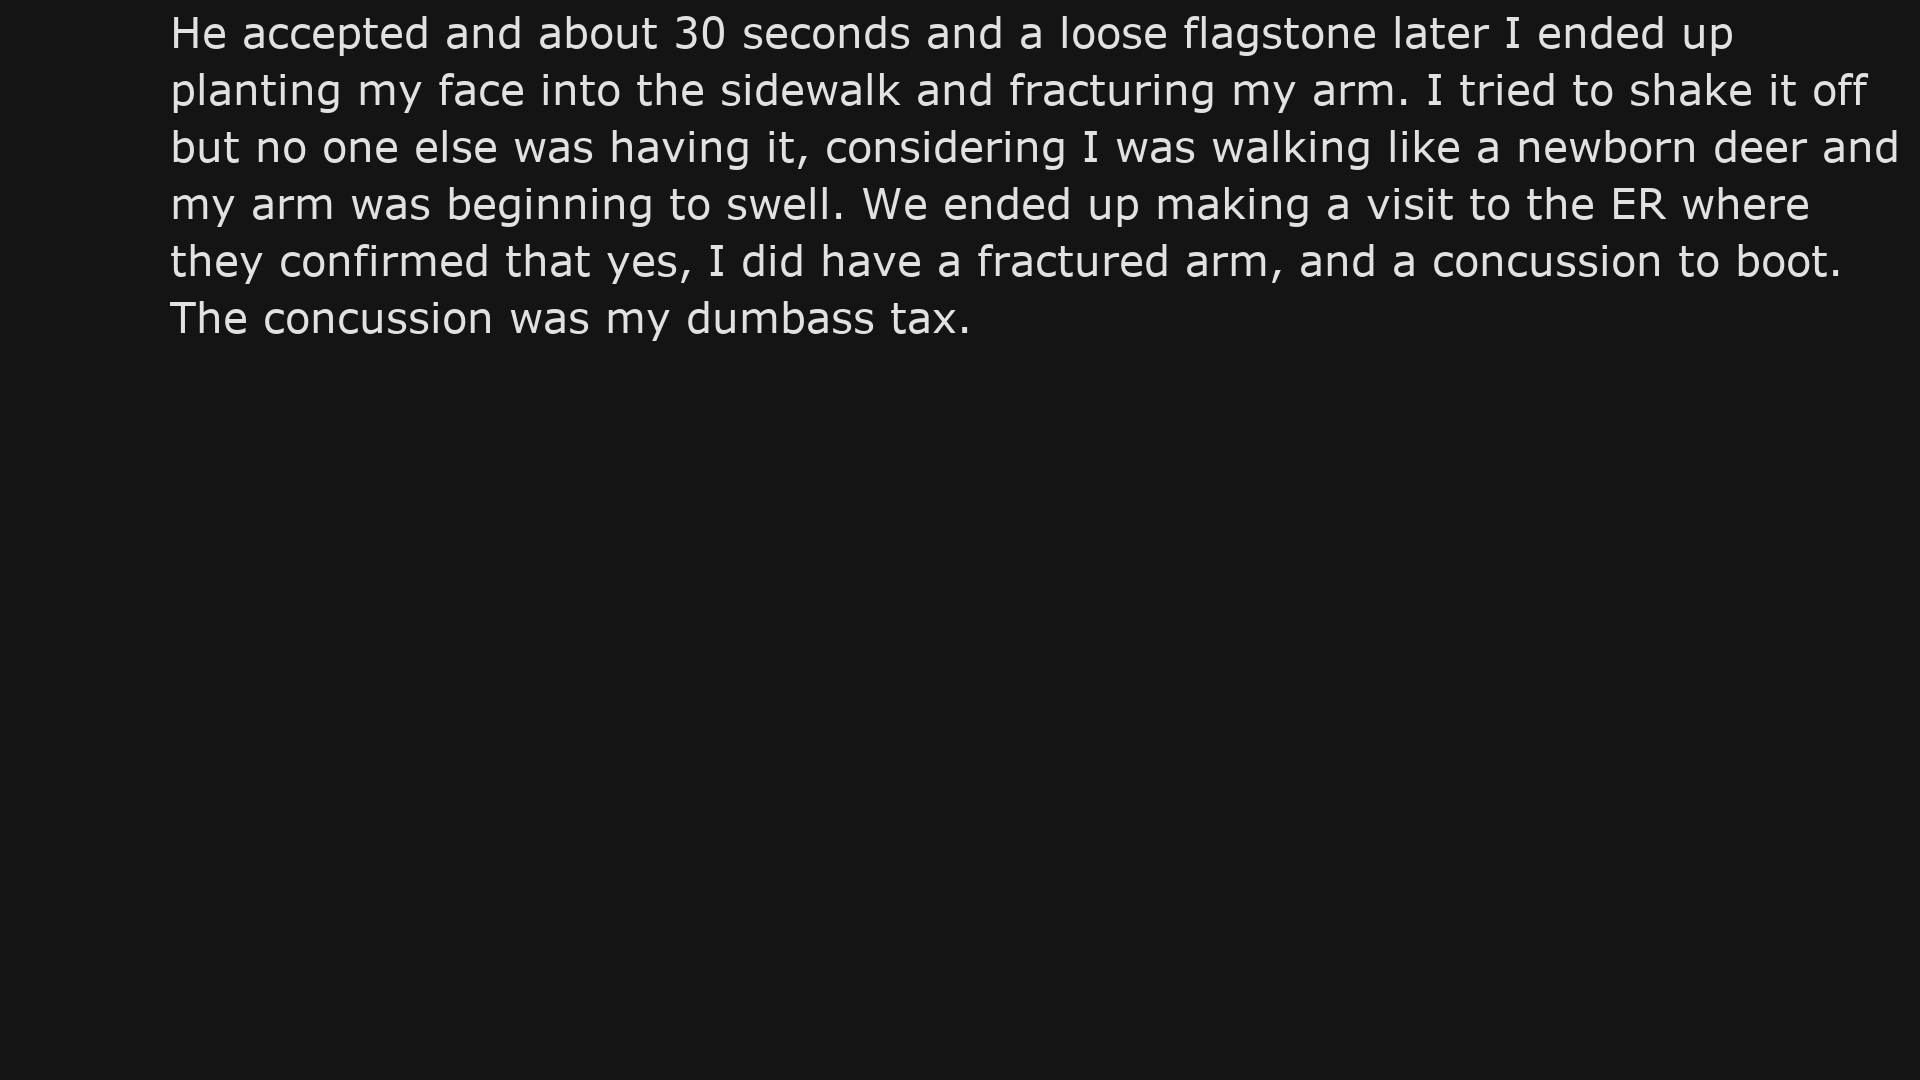 He accepted and about 30 seconds and a loose flagstone later I ended up
planting my face into the sidewalk and fracturing my arm. I tried to shake it off
but no one else was having it, considering I was walking like a newborn deer and
my arm was beginning to swell. We ended up making a visit to the ER where
they confirmed that yes, I did have a fractured arm, and a concussion to boot.
The concussion was my dumbass tax.